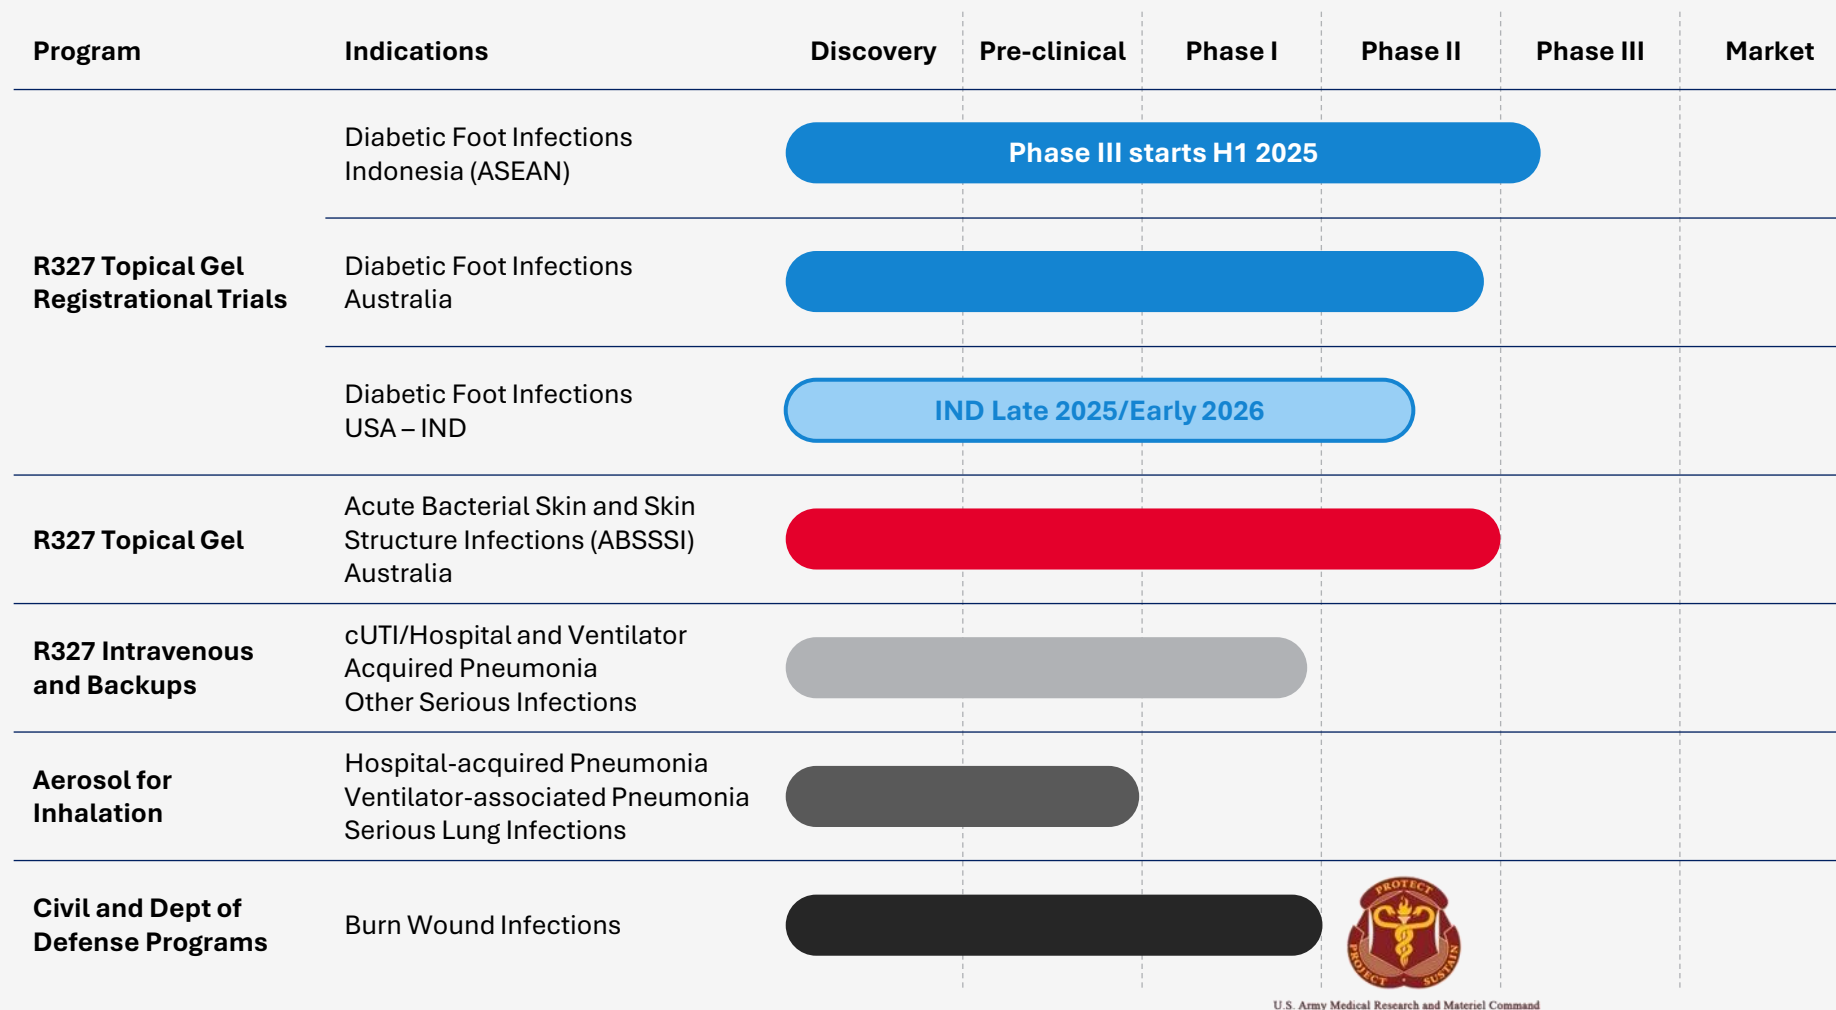 Program
Indications
Discovery
Pre-clinical
Phase I
Phase II
Phase III
Market
R327 Topical Gel
Registrational Trials
Diabetic Foot Infections
Indonesia (ASEAN)
Phase III starts H1 2025
Diabetic Foot Infections
Australia
Diabetic Foot Infections
USA – IND
IND Late 2025/Early 2026
R327 Topical Gel
Acute Bacterial Skin and Skin
Structure Infections (ABSSSI)
Australia
R327 Intravenous
and Backups
cUTI/Hospital and Ventilator
Acquired Pneumonia
Other Serious Infections
Aerosol for
Inhalation
Hospital-acquired Pneumonia
Ventilator-associated Pneumonia
Serious Lung Infections
Civil and Dept of
Defense Programs
Burn Wound Infections
PROTECT
PROJECT
SUSTAIN
U.S. Army Medical Research and Materiel Command